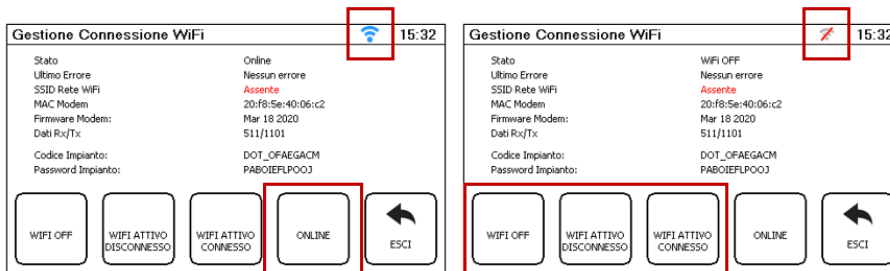 Gestione Connessione WiFi 15:32
Stato Online
Ultimo Errore Nessun errore
SSID Rete WiFi Assente
MAC Modem 20:f8:5e:40:06:c2
Firmware Modem: Mar 18 2020
Dati Rx/Tx 511/1101
Codice Impianto: DOT_OFAEGACM
Password Impianto: PABOIEFLPOOJ
WIFI OFF
WIFI ATTIVO
DISCONNESSO
WIFI ATTIVO
CONNESSO
ONLINE
ESCI
Gestione Connessione WiFi 15:32
Stato WiFi OFF
Ultimo Errore Nessun errore
SSID Rete WiFi Assente
MAC Modem 20:f8:5e:40:06:c2
Firmware Modem: Mar 18 2020
Dati Rx/Tx 511/1101
Codice Impianto: DOT_OFAEGACM
Password Impianto: PABOIEFLPOOJ
WIFI OFF
WIFI ATTIVO
DISCONNESSO
WIFI ATTIVO
CONNESSO
ONLINE
ESCI